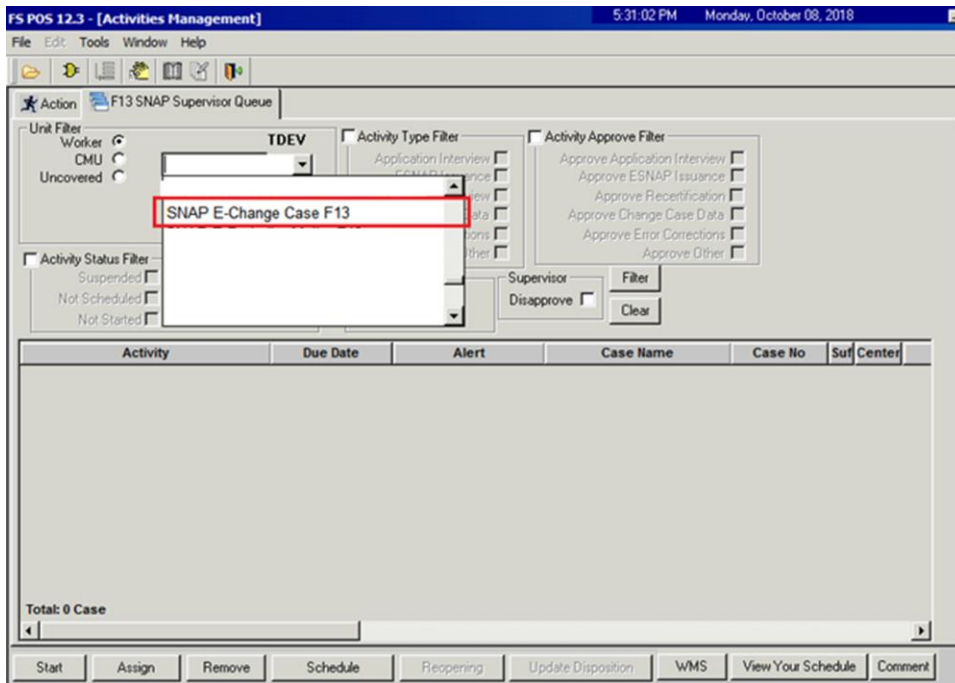 FS POS 12.3 - [Activities Management]
5:31:02 PM Monday, October 08, 2018
File Edit Tools Window Help
Action F13 SNAP Supervisor Queue
Unit Filter
Worker
TDEV
CMU
Uncovered
SNAP E-Change Case F13
Activity Type Filter
Application Interview
Activity Approve Filter
Approve Application Interview
Approve ESNAP Issuance
Approve Recertification
Approve Change Case Data
Approve Error Corrections
Approve Other
Activity Status Filter
Suspended
Not Scheduled
Not Started
Supervisor
Disapprove
Filter
Clear
Activity Due Date Alert Case Name Case No Suf Center
Total: 0 Case
Start Assign Remove Schedule Reopening Update Disposition WMS View Your Schedule Comment